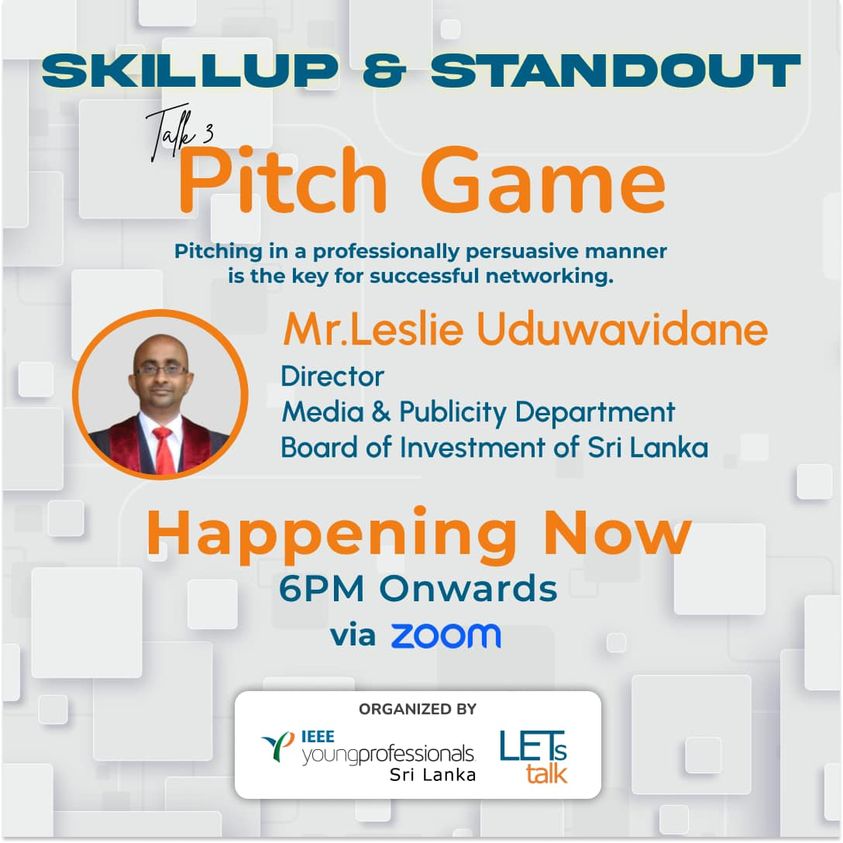 SKILLUP & STANDOUT
Talk 3
Pitch Game
Pitching in a professionally persuasive manner
is the key for successful networking.
Mr.Leslie Uduwavidane
Director
Media & Publicity Department
Board of Investment of Sri Lanka
Happening Now
6PM Onwards
via zoom
ORGANIZED BY
IEEE
youngprofessionals
Sri Lanka
LETs
talk